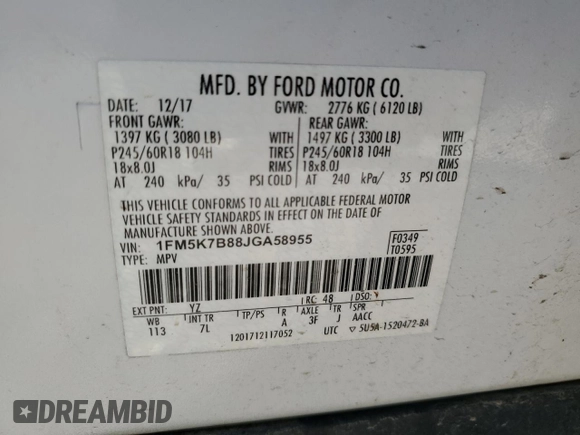 MFD. BY FORD MOTOR CO.
DATE: 12/17 GVWR: 2776 KG ( 6120 LB)
FRONT GAWR: REAR GAWR:
1397 KG ( 3080 LB) WITH 1497 KG ( 3300 LB) WITH
P245/60R18 104H TIRES P245/60R18 104H TIRES
18x8.0J RIMS 18x8.0J RIMS
AT 240 kPa/ 35 PSI COLD AT 240 kPa/ 35 PSI COLD
THIS VEHICLE CONFORMS TO ALL APPLICABLE FEDERAL MOTOR
VEHICLE SAFETY STANDARDS IN EFFECT ON THE DATE OF
MANUFACTURE SHOWN ABOVE.
VIN: 1FM5K7B88JGA58955 F0349
TYPE: MPV T0595
EXT PNT: YZ RC: 48 DSO:
WB INT TR TP/PS R AXLE TR SPR
113 7L A 3F J AACC
1201712117052 UTC 5U5A-1520472-BA
DREAMBID